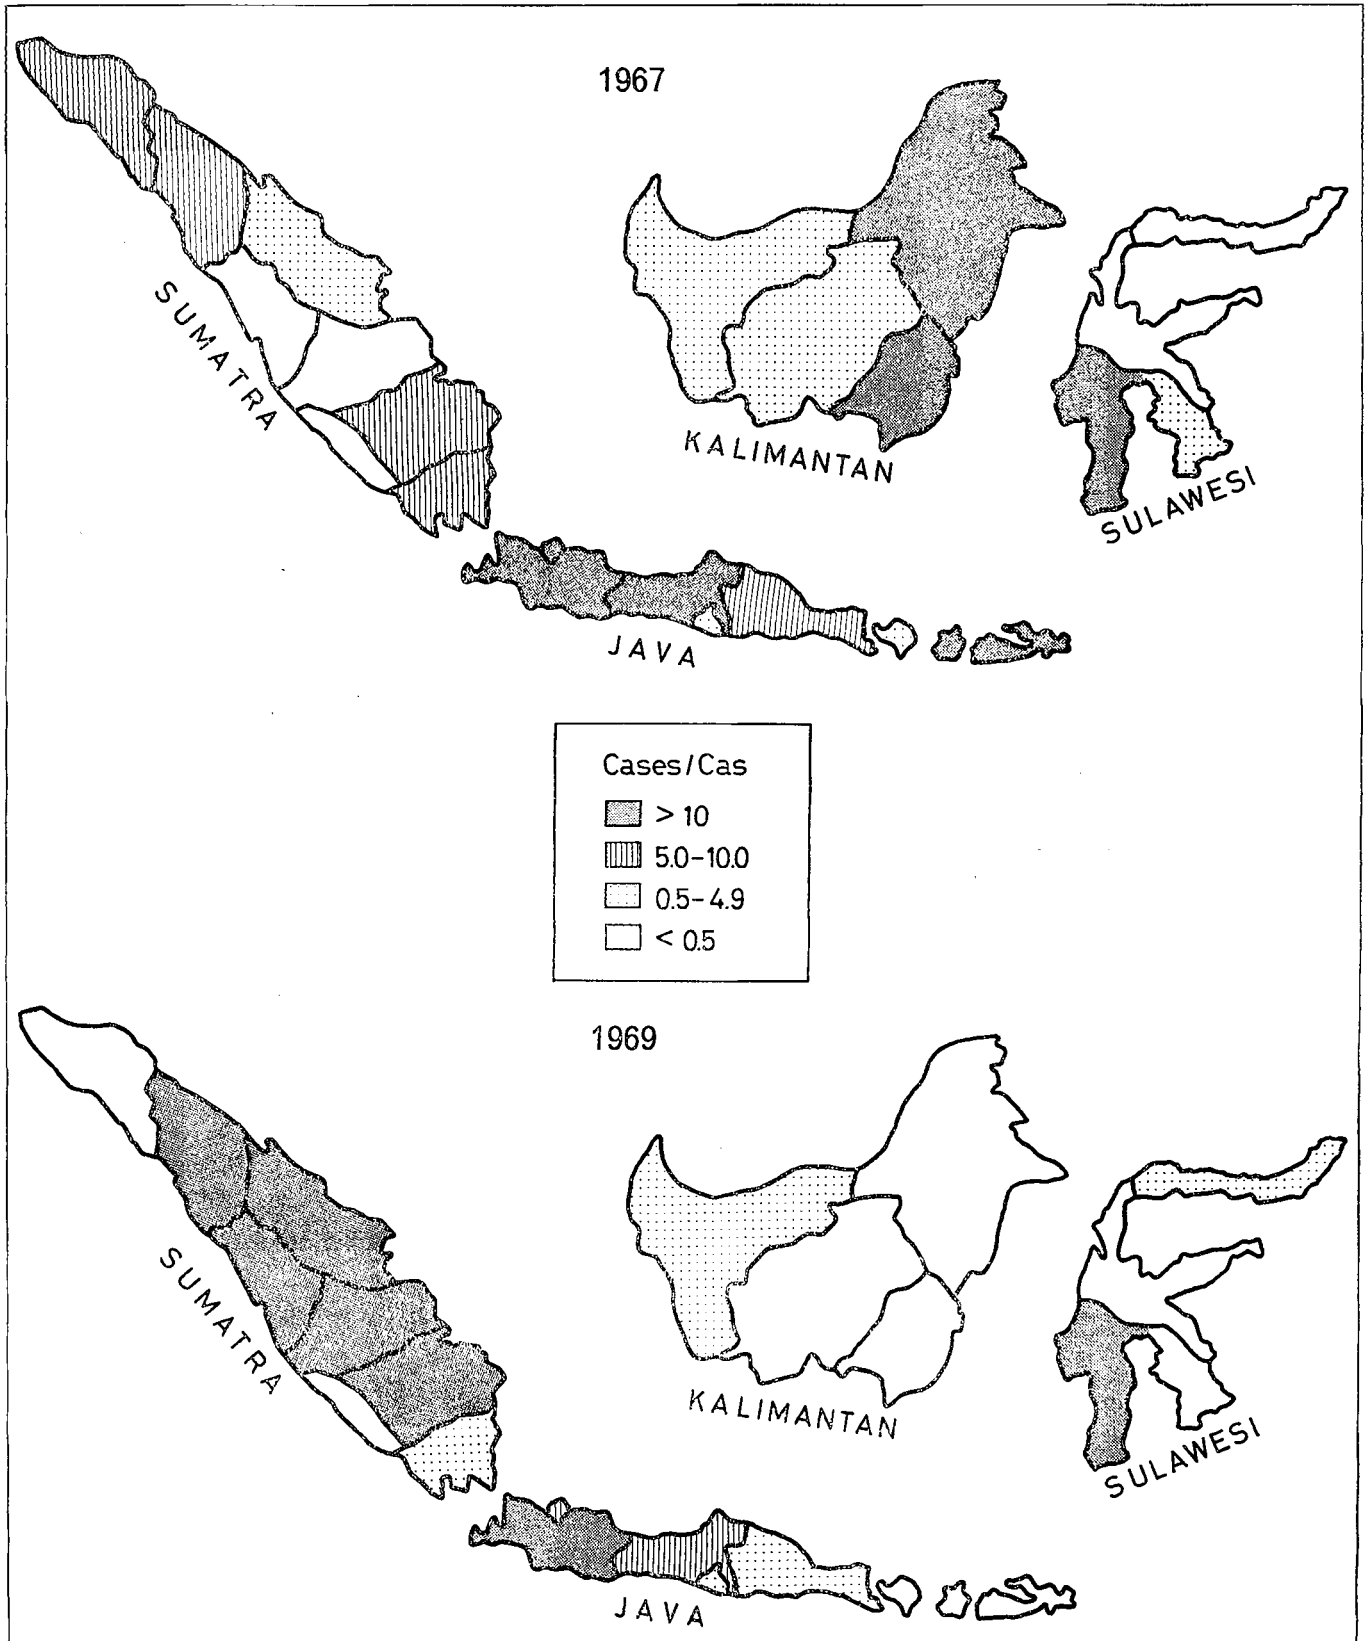 1967
SUMATRA
KALIMANTAN
SULAWESI
JAVA
Cases/Cas
> 10
5.0–10.0
0.5–4.9
< 0.5
1969
SUMATRA
KALIMANTAN
SULAWESI
JAVA